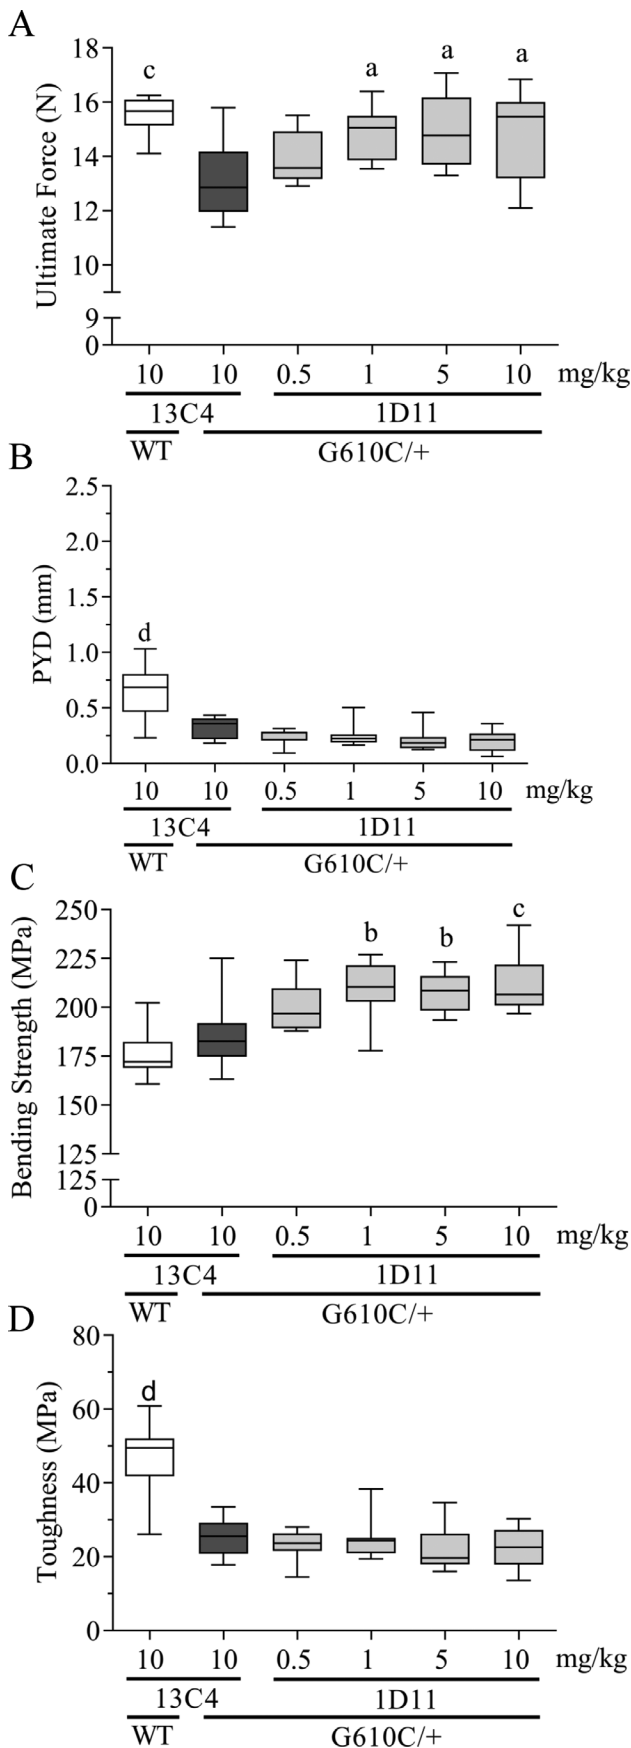 A
Ultimate Force (N)
18
16
14
12
10
9
0
c
a
a
a
10 10 0.5 1 5 10 mg/kg
13C4 1D11
WT G610C/+
B
PYD (mm)
2.5
2.0
1.5
1.0
0.5
0.0
d
10 10 0.5 1 5 10 mg/kg
13C4 1D11
WT G610C/+
C
Bending Strength (MPa)
250
225
200
175
150
125
125
0
b
b
c
10 10 0.5 1 5 10 mg/kg
13C4 1D11
WT G610C/+
D
Toughness (MPa)
80
60
40
20
0
d
10 10 0.5 1 5 10 mg/kg
13C4 1D11
WT G610C/+